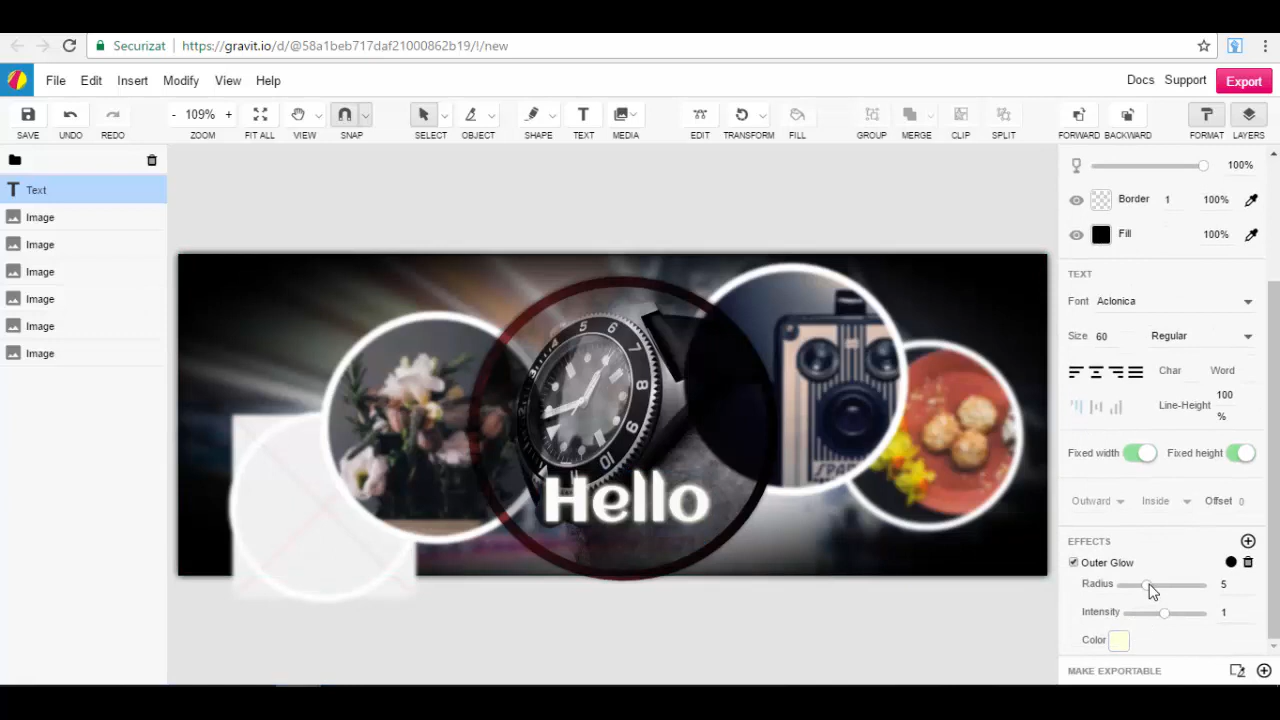 Securizat
https://gravit.io/d/@58a1beb717daf21000862b19/!/new
File Edit Insert Modify View Help
Docs Support Export
- 109% +
SAVE UNDO REDO ZOOM FIT ALL VIEW SNAP SELECT OBJECT SHAPE TEXT MEDIA EDIT TRANSFORM FILL GROUP MERGE CLIP SPLIT FORWARD BACKWARD FORMAT LAYERS
Text
Image
Image
Image
Image
Image
Image
Hello
100%
Border 1 100%
Fill 100%
TEXT
Font Aclonica
Size 60 Regular
Char Word
Line-Height 100 %
Fixed width Fixed height
Outward Inside Offset 0
EFFECTS
Outer Glow
Radius 5
Intensity 1
Color
MAKE EXPORTABLE